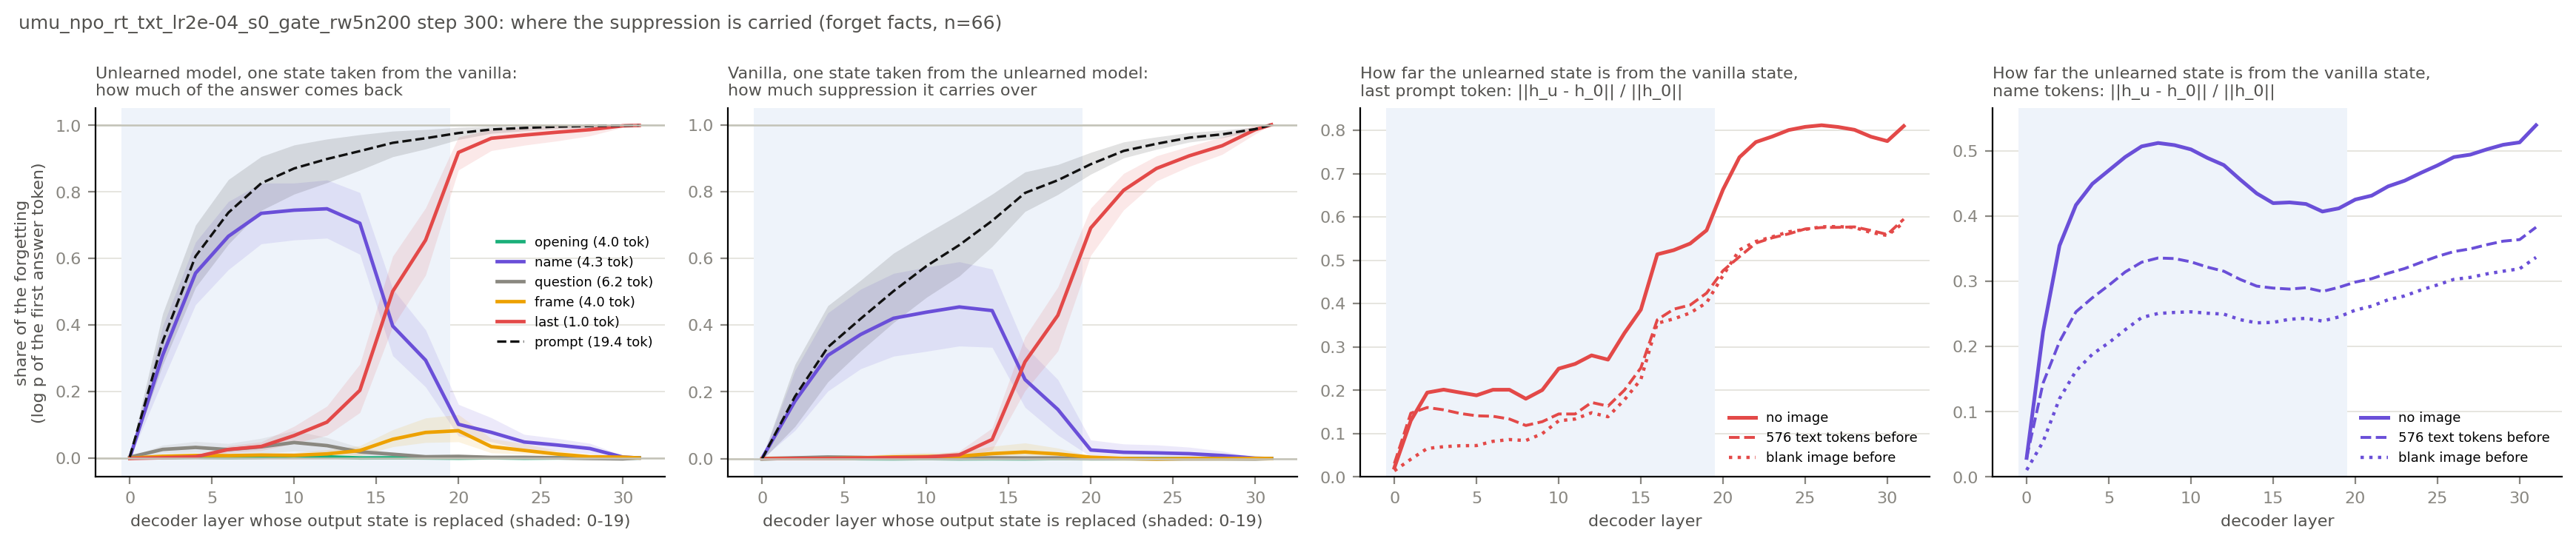 umu_npo_rt_txt_lr2e-04_s0_gate_rw5n200 step 300: where the suppression is carried (forget facts, n=66)
Unlearned model, one state taken from the vanilla:
how much of the answer comes back
share of the forgetting
(log p of the first answer token)
1.0
0.8
0.6
0.4
0.2
0.0
opening (4.0 tok)
name (4.3 tok)
question (6.2 tok)
frame (4.0 tok)
last (1.0 tok)
prompt (19.4 tok)
0 5 10 15 20 25 30
decoder layer whose output state is replaced (shaded: 0-19)
Vanilla, one state taken from the unlearned model:
how much suppression it carries over
1.0
0.8
0.6
0.4
0.2
0.0
0 5 10 15 20 25 30
decoder layer whose output state is replaced (shaded: 0-19)
How far the unlearned state is from the vanilla state,
last prompt token: ||h_u - h_0|| / ||h_0||
0.8
0.7
0.6
0.5
0.4
0.3
0.2
0.1
0.0
no image
576 text tokens before
blank image before
0 5 10 15 20 25 30
decoder layer
How far the unlearned state is from the vanilla state,
name tokens: ||h_u - h_0|| / ||h_0||
0.5
0.4
0.3
0.2
0.1
0.0
no image
576 text tokens before
blank image before
0 5 10 15 20 25 30
decoder layer